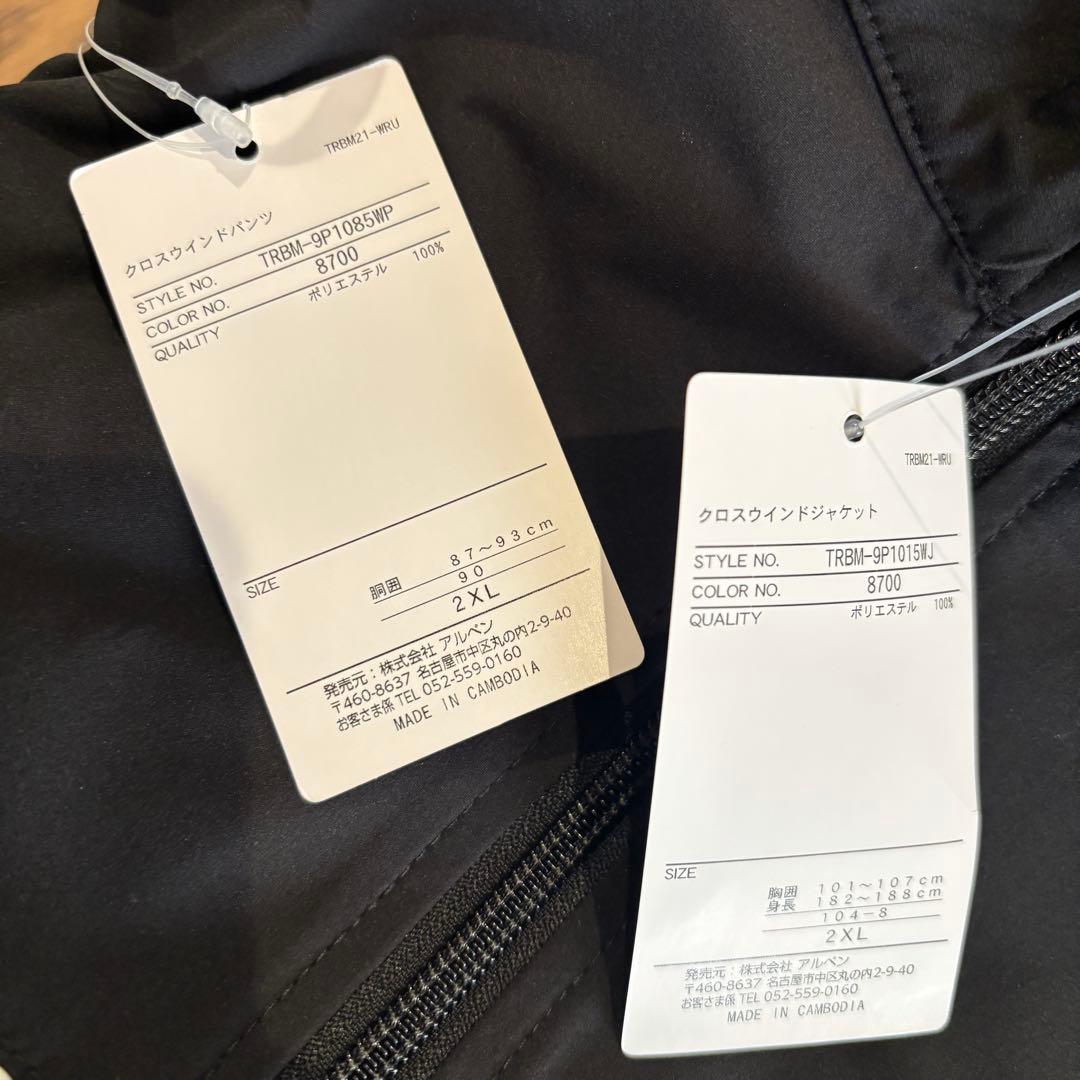 TRBM21-WRU
クロスウインドパンツ
STYLE NO. TRBM-9P1085WP
COLOR NO. 8700
QUALITY ポリエステル 100%
SIZE
胴囲 87～93cm
90
2XL
発売元：株式会社 アルペン
〒460-8637 名古屋市中区丸の内2-9-40
お客さま係 TEL 052-559-0160
MADE IN CAMBODIA
TRBM21-WRU
クロスウインドジャケット
STYLE NO. TRBM-9P1015WJ
COLOR NO. 8700
QUALITY ポリエステル 100%
SIZE
胸囲 101～107cm
身長 182～188cm
104-8
2XL
発売元：株式会社 アルペン
〒460-8637 名古屋市中区丸の内2-9-40
お客さま係 TEL 052-559-0160
MADE IN CAMBODIA